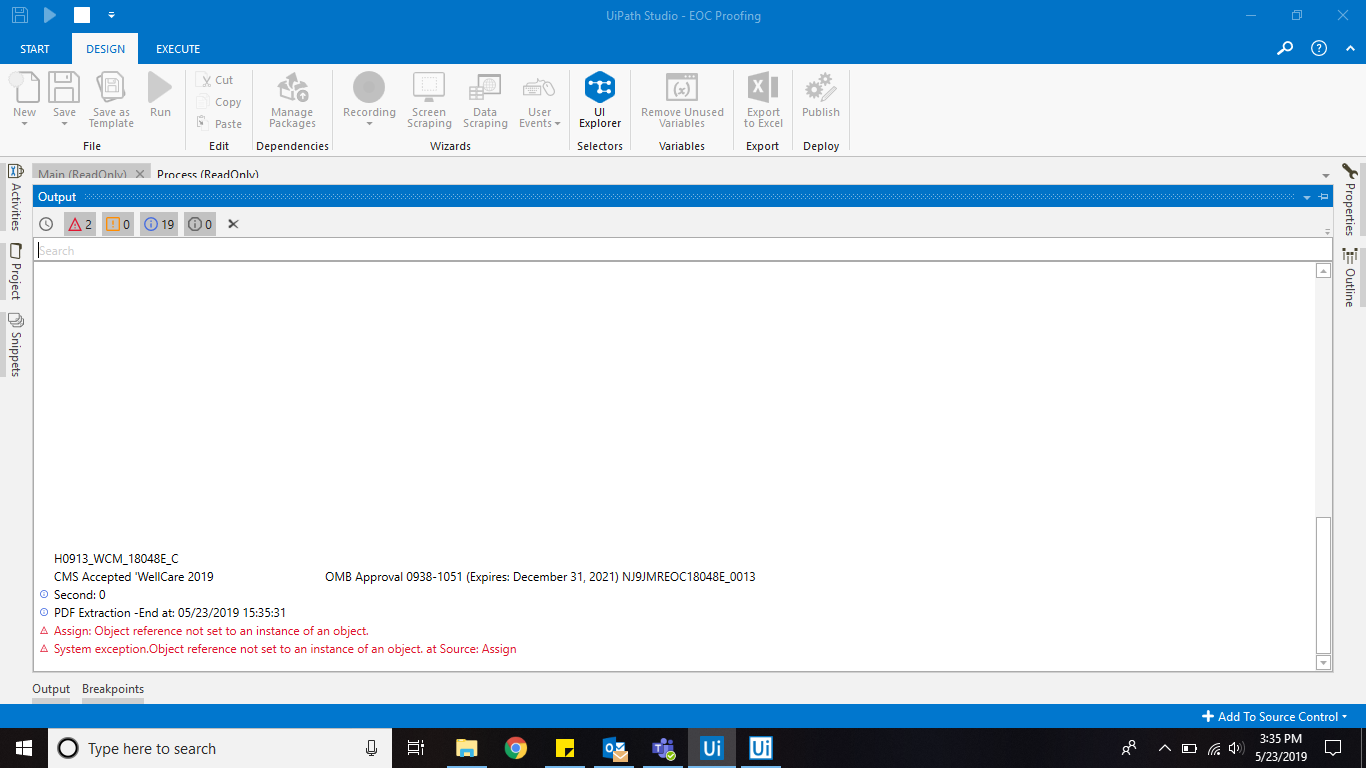 UiPath Studio - EOC Proofing
START DESIGN EXECUTE
New Save Save as Template Run
Cut
Copy
Paste
Manage Packages
Recording Screen Scraping Data Scraping User Events
UI Explorer
Remove Unused Variables
Export to Excel
Publish
File Edit Dependencies Wizards Selectors Variables Export Deploy
Main (ReadOnly) Process (ReadOnly)
Activities
Project
Snippets
Properties
Outline
Output
2 0 19 0
Search
H0913_WCM_18048E_C
CMS Accepted 'WellCare 2019 OMB Approval 0938-1051 (Expires: December 31, 2021) NJ9JMREOC18048E_0013
Second: 0
PDF Extraction -End at: 05/23/2019 15:35:31
Assign: Object reference not set to an instance of an object.
System exception.Object reference not set to an instance of an object. at Source: Assign
Output Breakpoints
Add To Source Control
Type here to search
Ui Ui
3:35 PM
5/23/2019